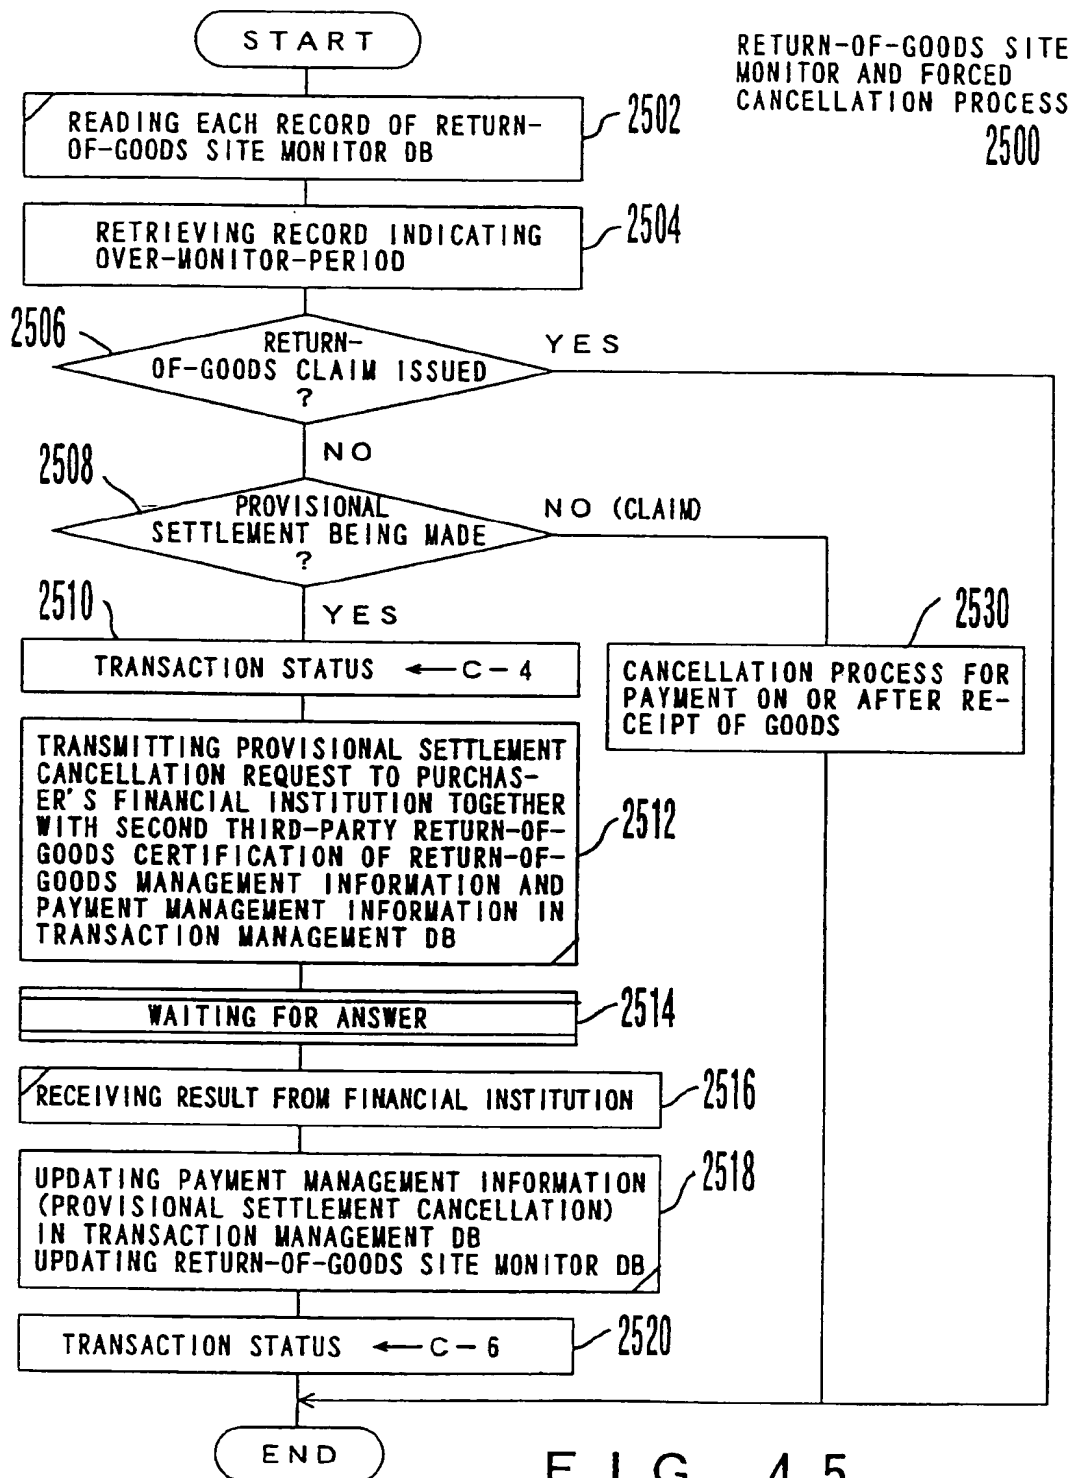 START
RETURN-OF-GOODS SITE
MONITOR AND FORCED
CANCELLATION PROCESS
2500
READING EACH RECORD OF RETURN-
OF-GOODS SITE MONITOR DB
2502
RETRIEVING RECORD INDICATING
OVER-MONITOR-PERIOD
2504
2506
RETURN-
OF-GOODS CLAIM ISSUED
?
YES
NO
2508
PROVISIONAL
SETTLEMENT BEING MADE
?
NO (CLAIM)
YES
2510
TRANSACTION STATUS ← C-4
2530
CANCELLATION PROCESS FOR
PAYMENT ON OR AFTER RE-
CEIPT OF GOODS
TRANSMITTING PROVISIONAL SETTLEMENT
CANCELLATION REQUEST TO PURCHAS-
ER'S FINANCIAL INSTITUTION TOGETHER
WITH SECOND THIRD-PARTY RETURN-OF-
GOODS CERTIFICATION OF RETURN-OF-
GOODS MANAGEMENT INFORMATION AND
PAYMENT MANAGEMENT INFORMATION IN
TRANSACTION MANAGEMENT DB
2512
WAITING FOR ANSWER
2514
RECEIVING RESULT FROM FINANCIAL INSTITUTION
2516
UPDATING PAYMENT MANAGEMENT INFORMATION
(PROVISIONAL SETTLEMENT CANCELLATION)
IN TRANSACTION MANAGEMENT DB
UPDATING RETURN-OF-GOODS SITE MONITOR DB
2518
TRANSACTION STATUS ← C-6
2520
END
FIG. 45